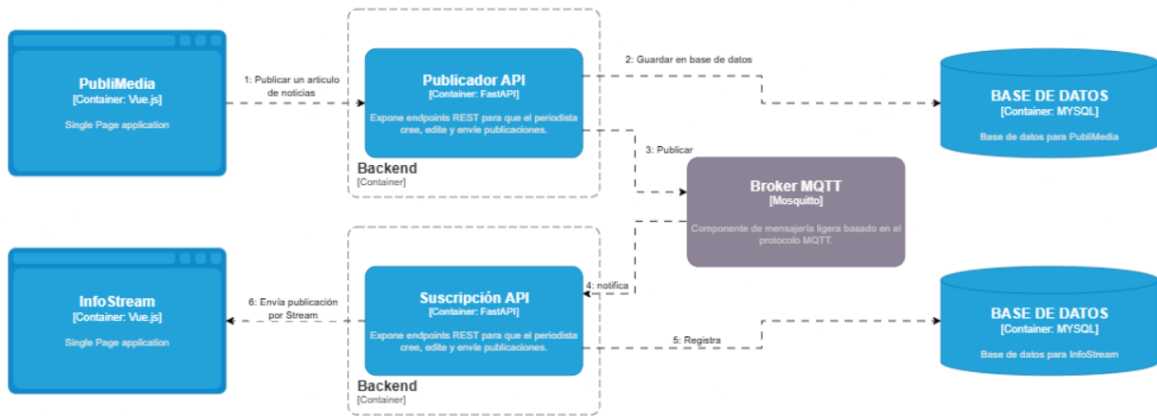 PubliMedia
[Container: Vue.js]
Single Page application
1: Publicar un articulo
de noticias
Publicador API
[Container: FastAPI]
Expone endpoints REST para que el periodista
cree, edite y envíe publicaciones.
Backend
[Container]
2: Guardar en base de datos
BASE DE DATOS
[Container: MYSQL]
Base de datos para PubliMedia
3: Publicar
Broker MQTT
[Mosquitto]
Componente de mensajería ligera basado en el
protocolo MQTT.
4: notifica
InfoStream
[Container: Vue.js]
Single Page application
6: Envía publicación
por Stream
Suscripción API
[Container: FastAPI]
Expone endpoints REST para que el periodista
cree, edite y envíe publicaciones.
Backend
[Container]
5: Registra
BASE DE DATOS
[Container: MYSQL]
Base de datos para InfoStream